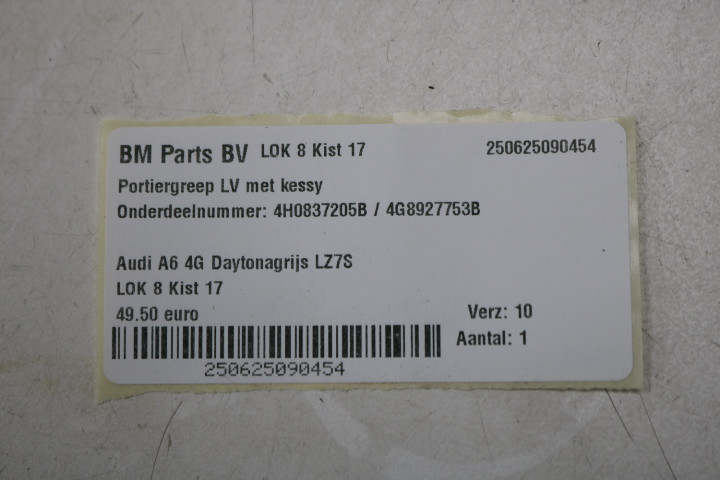 BM Parts BV LOK 8 Kist 17 250625090454
Portiergreep LV met kessy
Onderdeelnummer: 4H0837205B / 4G8927753B
Audi A6 4G Daytonagrijs LZ7S
LOK 8 Kist 17
49.50 euro Verz: 10
Aantal: 1
250625090454